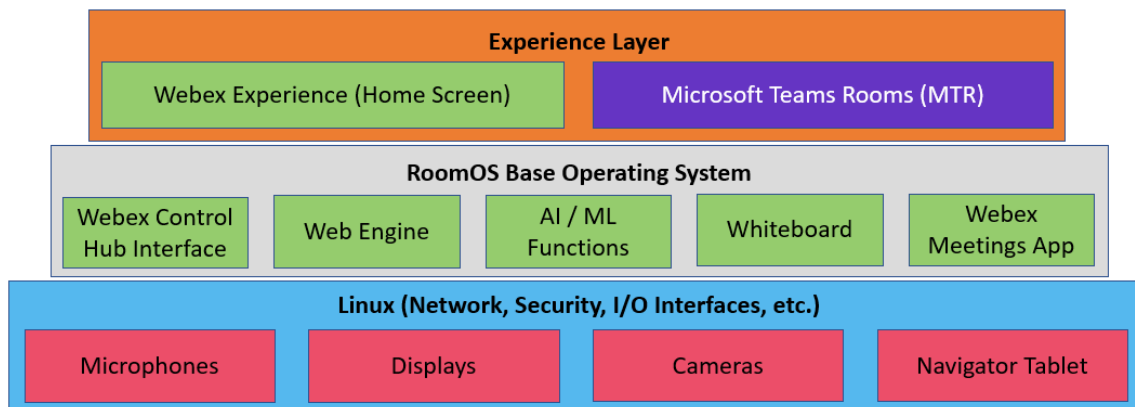 Experience Layer
Webex Experience (Home Screen)
Microsoft Teams Rooms (MTR)
RoomOS Base Operating System
Webex Control
Hub Interface
Web Engine
AI / ML
Functions
Whiteboard
Webex
Meetings App
Linux (Network, Security, I/O Interfaces, etc.)
Microphones
Displays
Cameras
Navigator Tablet